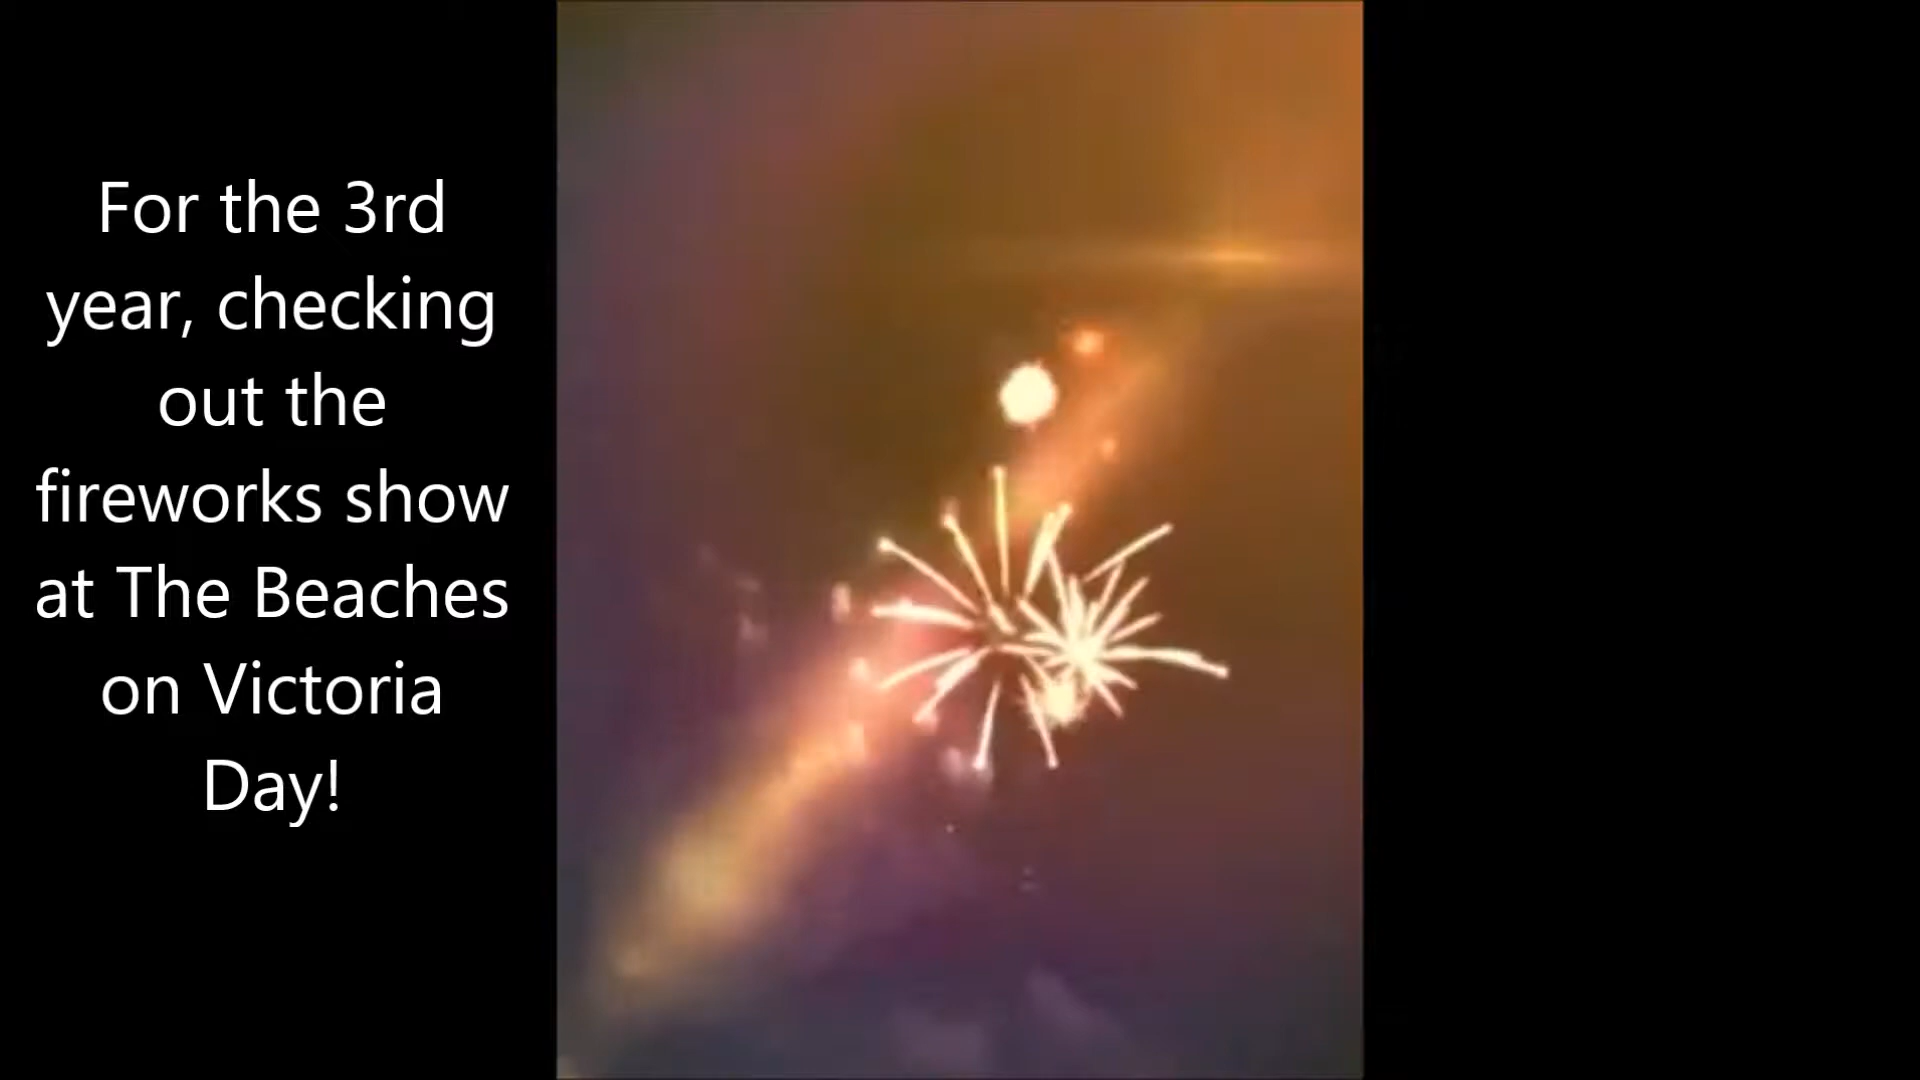 For the 3rd
year, checking
out the
fireworks show
at The Beaches
on Victoria
Day!